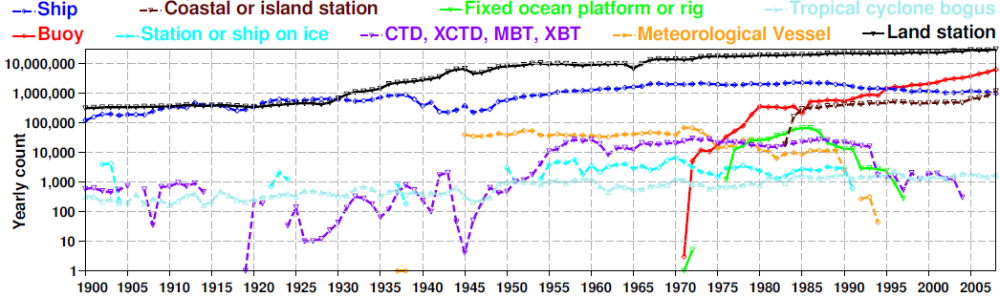 Ship Coastal or island station Fixed ocean platform or rig Tropical cyclone bogus
Buoy Station or ship on ice CTD, XCTD, MBT, XBT Meteorological Vessel Land station
Yearly count
10,000,000
1,000,000
100,000
10,000
1,000
100
10
1
1900 1905 1910 1915 1920 1925 1930 1935 1940 1945 1950 1955 1960 1965 1970 1975 1980 1985 1990 1995 2000 2005